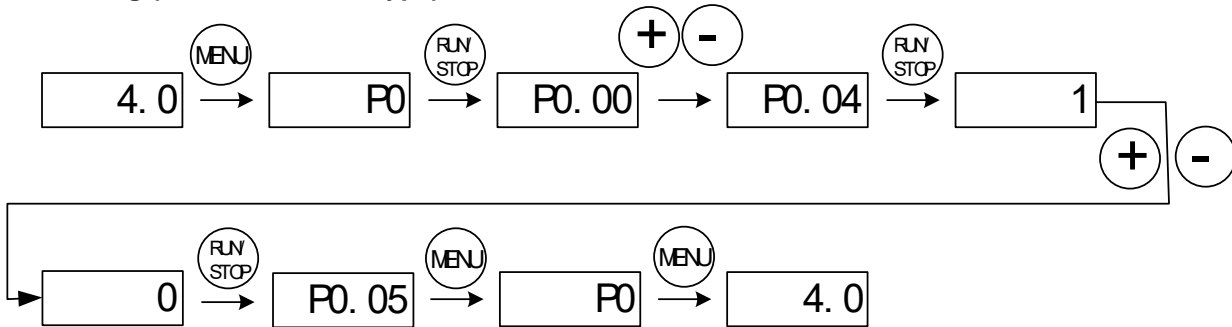 MENU RUN/ STOP + - RUN/ STOP
4. 0 P0 P0. 00 P0. 04 1
+ -
RUN/ STOP MENU MENU
0 P0. 05 P0 4. 0